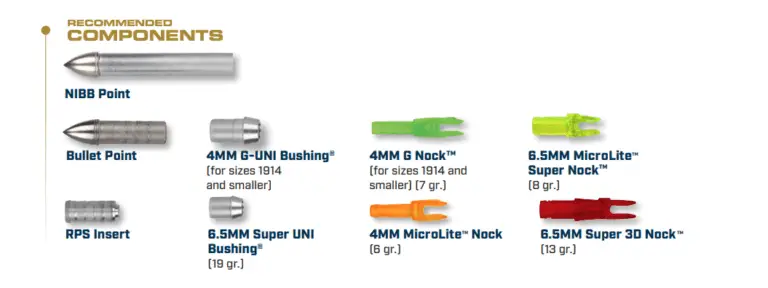 RECOMMENDED
COMPONENTS
NIBB Point
Bullet Point
4MM G-UNI Bushing®
(for sizes 1914
and smaller)
4MM G Nock™
(for sizes 1914 and
smaller) (7 gr.)
6.5MM MicroLite™
Super Nock™
(8 gr.)
RPS Insert
6.5MM Super UNI
Bushing®
(19 gr.)
4MM MicroLite™ Nock
(6 gr.)
6.5MM Super 3D Nock™
(13 gr.)